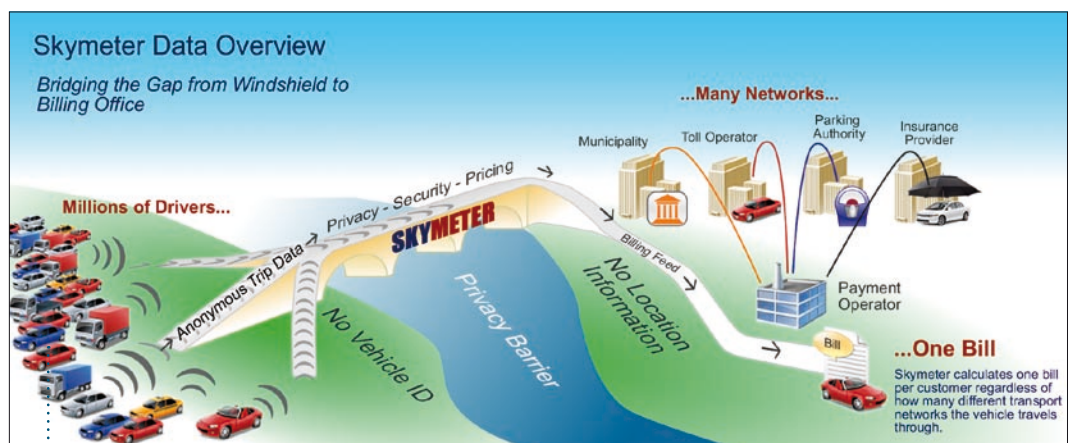 Skymeter Data Overview
Bridging the Gap from Windshield to
Billing Office
Millions of Drivers...
Anonymous Trip Data
Privacy - Security - Pricing
SKYMETER
No Vehicle ID
Privacy Barrier
No Location
Information
Billing Feed
...Many Networks...
Municipality
Toll Operator
Parking
Authority
Insurance
Provider
Payment
Operator
Bill
...One Bill
Skymeter calculates one bill
per customer regardless of
how many different transport
networks the vehicle travels
through.